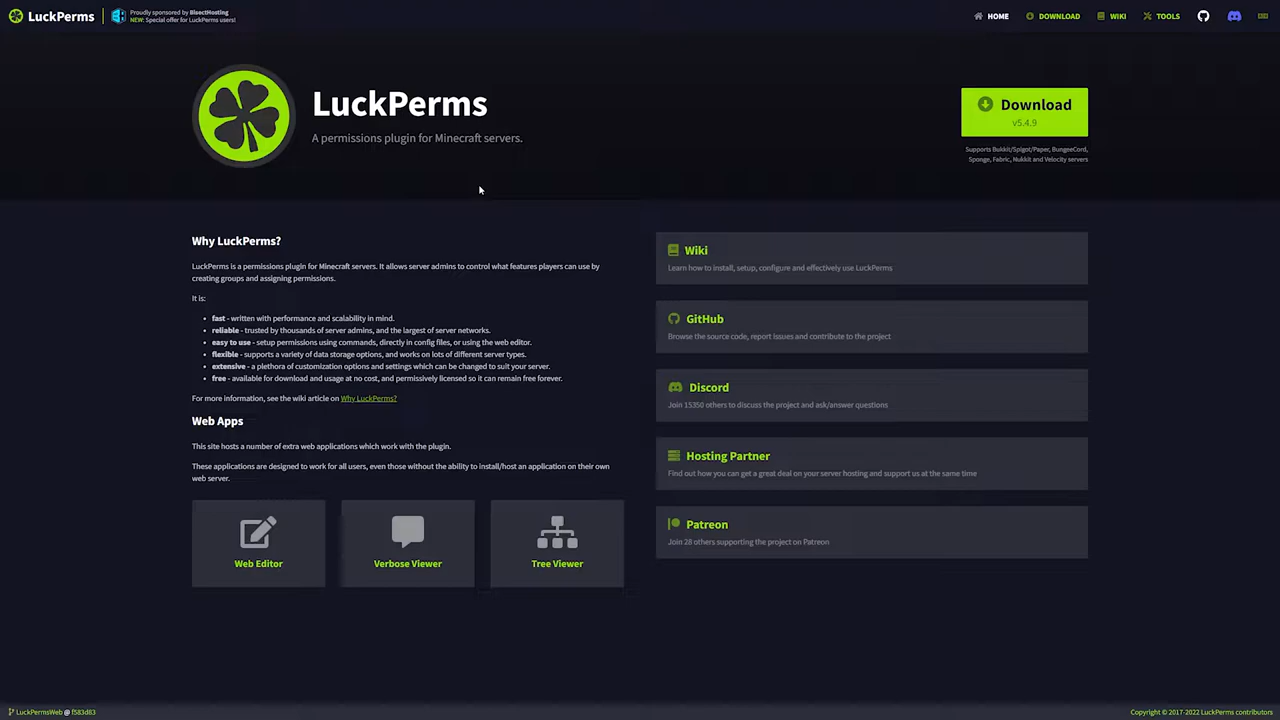 LuckPerms
Proudly sponsored by BisectHosting
NEW: Special offer for LuckPerms users!
HOME
DOWNLOAD
WIKI
TOOLS
LuckPerms
A permissions plugin for Minecraft servers.
Download
v5.4.9
Supports Bukkit/Spigot/Paper, BungeeCord,
Sponge, Fabric, Nukkit and Velocity servers
Why LuckPerms?
LuckPerms is a permissions plugin for Minecraft servers. It allows server admins to control what features players can use by
creating groups and assigning permissions.
It is:
• fast - written with performance and scalability in mind.
• reliable - trusted by thousands of server admins, and the largest of server networks.
• easy to use - setup permissions using commands, directly in config files, or using the web editor.
• flexible - supports a variety of data storage options, and works on lots of different server types.
• extensive - a plethora of customization options and settings which can be changed to suit your server.
• free - available for download and usage at no cost, and permissively licensed so it can remain free forever.
For more information, see the wiki article on Why LuckPerms?
Web Apps
This site hosts a number of extra web applications which work with the plugin.
These applications are designed to work for all users, even those without the ability to install/host an application on their own
web server.
Web Editor
Verbose Viewer
Tree Viewer
Wiki
Learn how to install, setup, configure and effectively use LuckPerms
GitHub
Browse the source code, report issues and contribute to the project
Discord
Join 15350 others to discuss the project and ask/answer questions
Hosting Partner
Find out how you can get a great deal on your server hosting and support us at the same time
Patreon
Join 28 others supporting the project on Patreon
LuckPermsWeb @ f583d83
Copyright © 2017-2022 LuckPerms contributors